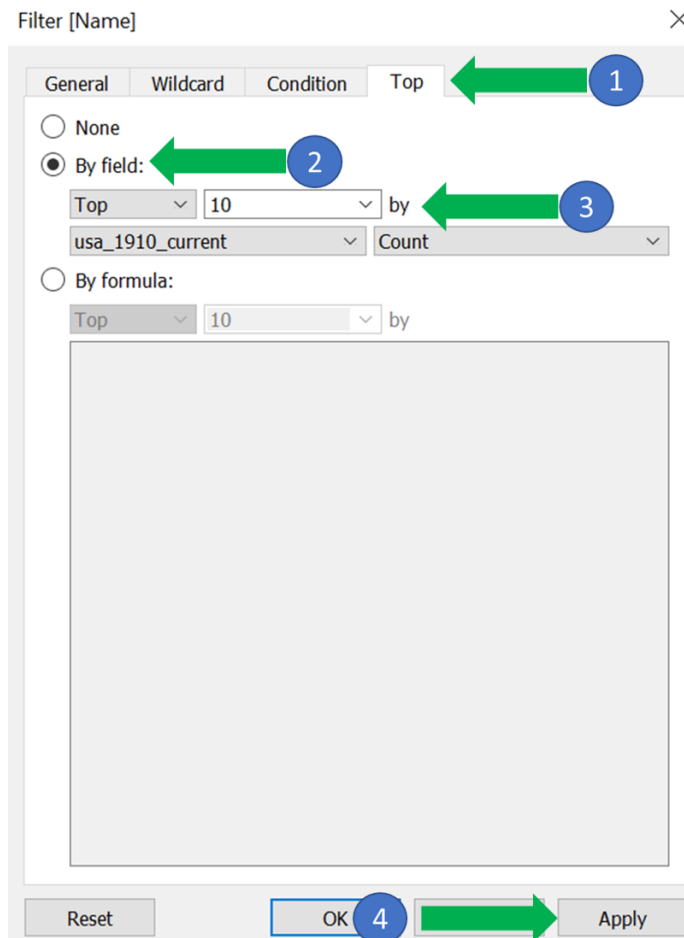 Filter [Name]
General Wildcard Condition Top 1
None
By field: 2
Top 10 by 3
usa_1910_current Count
By formula:
Top 10 by
Reset OK 4 Apply